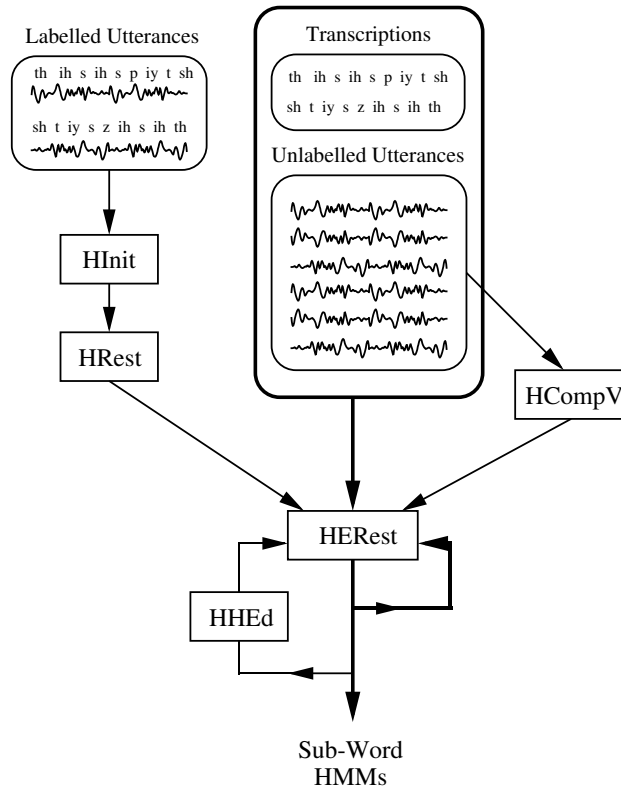 Labelled Utterances
th ih s ih s p iy t sh
sh t iy s z ih s ih th
HInit
HRest
Transcriptions
th ih s ih s p iy t sh
sh t iy s z ih s ih th
Unlabelled Utterances
HCompV
HERest
HHEd
Sub-Word
HMMs